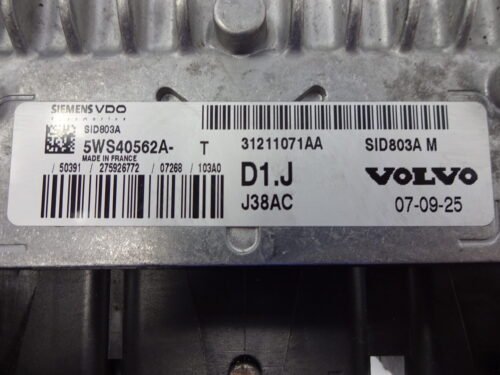 SIEMENS VDO
Automotive
SID803A
5WS40562A- T
MADE IN FRANCE
/ 50391 / 275926772 / 07268 / 103A0
31211071AA
D1.J
J38AC
SID803A M
VOLVO
07-09-25